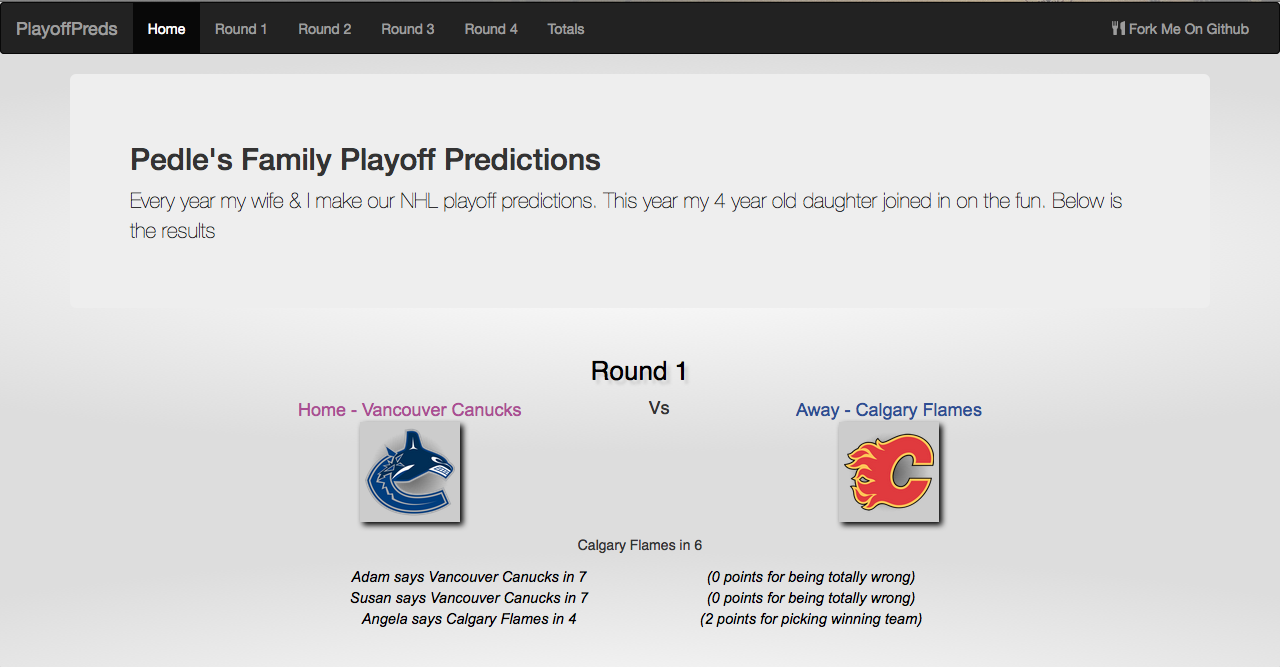 PlayoffPreds Home Round 1 Round 2 Round 3 Round 4 Totals Fork Me On Github
Pedle's Family Playoff Predictions
Every year my wife & I make our NHL playoff predictions. This year my 4 year old daughter joined in on the fun. Below is
the results
Round 1
Home - Vancouver Canucks Vs Away - Calgary Flames
Calgary Flames in 6
Adam says Vancouver Canucks in 7 (0 points for being totally wrong)
Susan says Vancouver Canucks in 7 (0 points for being totally wrong)
Angela says Calgary Flames in 4 (2 points for picking winning team)